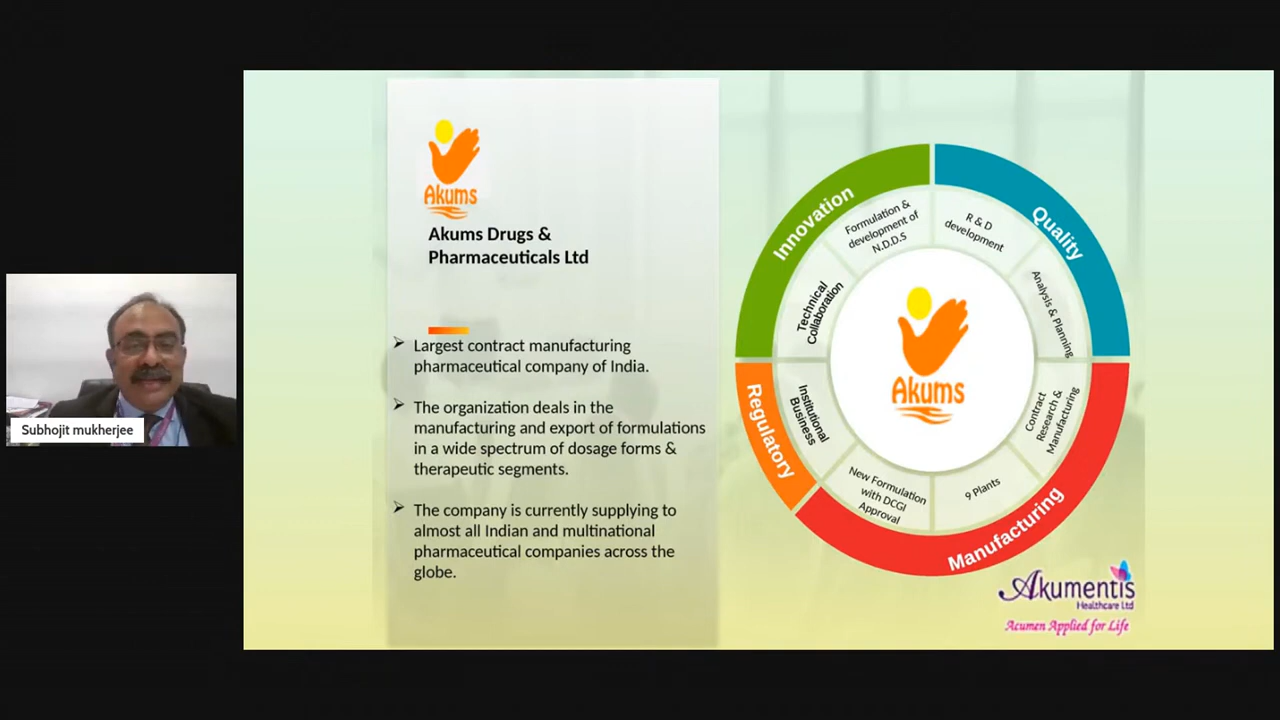 Akums
Akums Drugs &
Pharmaceuticals Ltd
Largest contract manufacturing
pharmaceutical company of India.
The organization deals in the
manufacturing and export of formulations
in a wide spectrum of dosage forms &
therapeutic segments.
The company is currently supplying to
almost all Indian and multinational
pharmaceutical companies across the
globe.
Innovation
Quality
Manufacturing
Regulatory
Formulation &
development of
N.D.D.S
R & D
development
Analysis & Planning
Contract
Research &
Manufacturing
9 Plants
New Formulation
with DCGI
Approval
Institutional
Business
Technical/
Collaboration
Akums
Akumentis
Healthcare Ltd
Acumen Applied for Life
Subhojit mukherjee